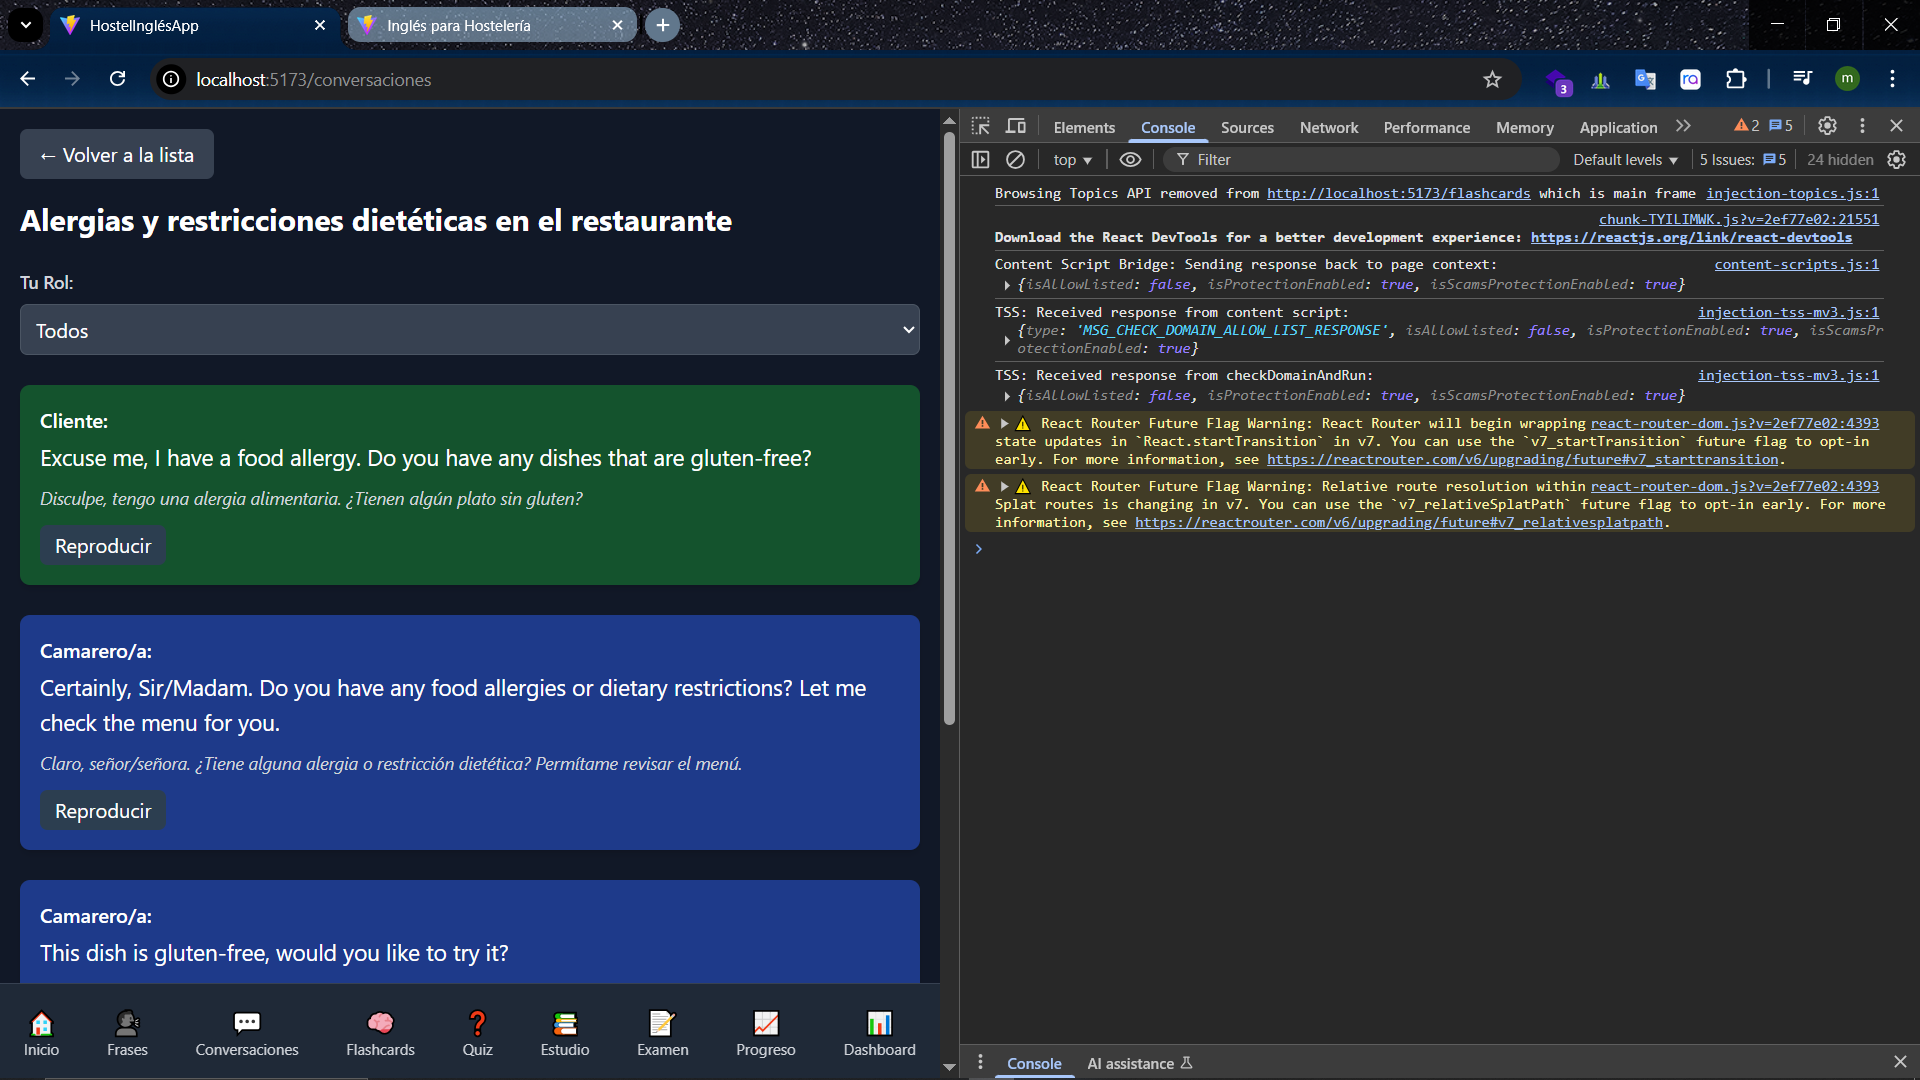 HostelInglésApp
Inglés para Hostelería
localhost:5173/conversaciones
3
m
← Volver a la lista
Alergias y restricciones dietéticas en el restaurante
Tu Rol:
Todos
Cliente:
Excuse me, I have a food allergy. Do you have any dishes that are gluten-free?
Disculpe, tengo una alergia alimentaria. ¿Tienen algún plato sin gluten?
Reproducir
Camarero/a:
Certainly, Sir/Madam. Do you have any food allergies or dietary restrictions? Let me
check the menu for you.
Claro, señor/señora. ¿Tiene alguna alergia o restricción dietética? Permítame revisar el menú.
Reproducir
Camarero/a:
This dish is gluten-free, would you like to try it?
Inicio
Frases
Conversaciones
Flashcards
Quiz
Estudio
Examen
Progreso
Dashboard
Elements Console Sources Network Performance Memory Application 2 5
top Filter Default levels 5 Issues: 5 24 hidden
Browsing Topics API removed from http://localhost:5173/flashcards which is main frame injection-topics.js:1
chunk-TYILIMWK.js?v=2ef77e02:21551
Download the React DevTools for a better development experience: https://reactjs.org/link/react-devtools
Content Script Bridge: Sending response back to page context: content-scripts.js:1
{isAllowListed: false, isProtectionEnabled: true, isScamsProtectionEnabled: true}
TSS: Received response from content script: injection-tss-mv3.js:1
{type: 'MSG_CHECK_DOMAIN_ALLOW_LIST_RESPONSE', isAllowListed: false, isProtectionEnabled: true, isScamsPr
otectionEnabled: true}
TSS: Received response from checkDomainAndRun: injection-tss-mv3.js:1
{isAllowListed: false, isProtectionEnabled: true, isScamsProtectionEnabled: true}
React Router Future Flag Warning: React Router will begin wrapping react-router-dom.js?v=2ef77e02:4393
state updates in `React.startTransition` in v7. You can use the `v7_startTransition` future flag to opt-in
early. For more information, see https://reactrouter.com/v6/upgrading/future#v7_starttransition.
React Router Future Flag Warning: Relative route resolution within react-router-dom.js?v=2ef77e02:4393
Splat routes is changing in v7. You can use the `v7_relativeSplatPath` future flag to opt-in early. For more
information, see https://reactrouter.com/v6/upgrading/future#v7_relativesplatpath.
Console AI assistance